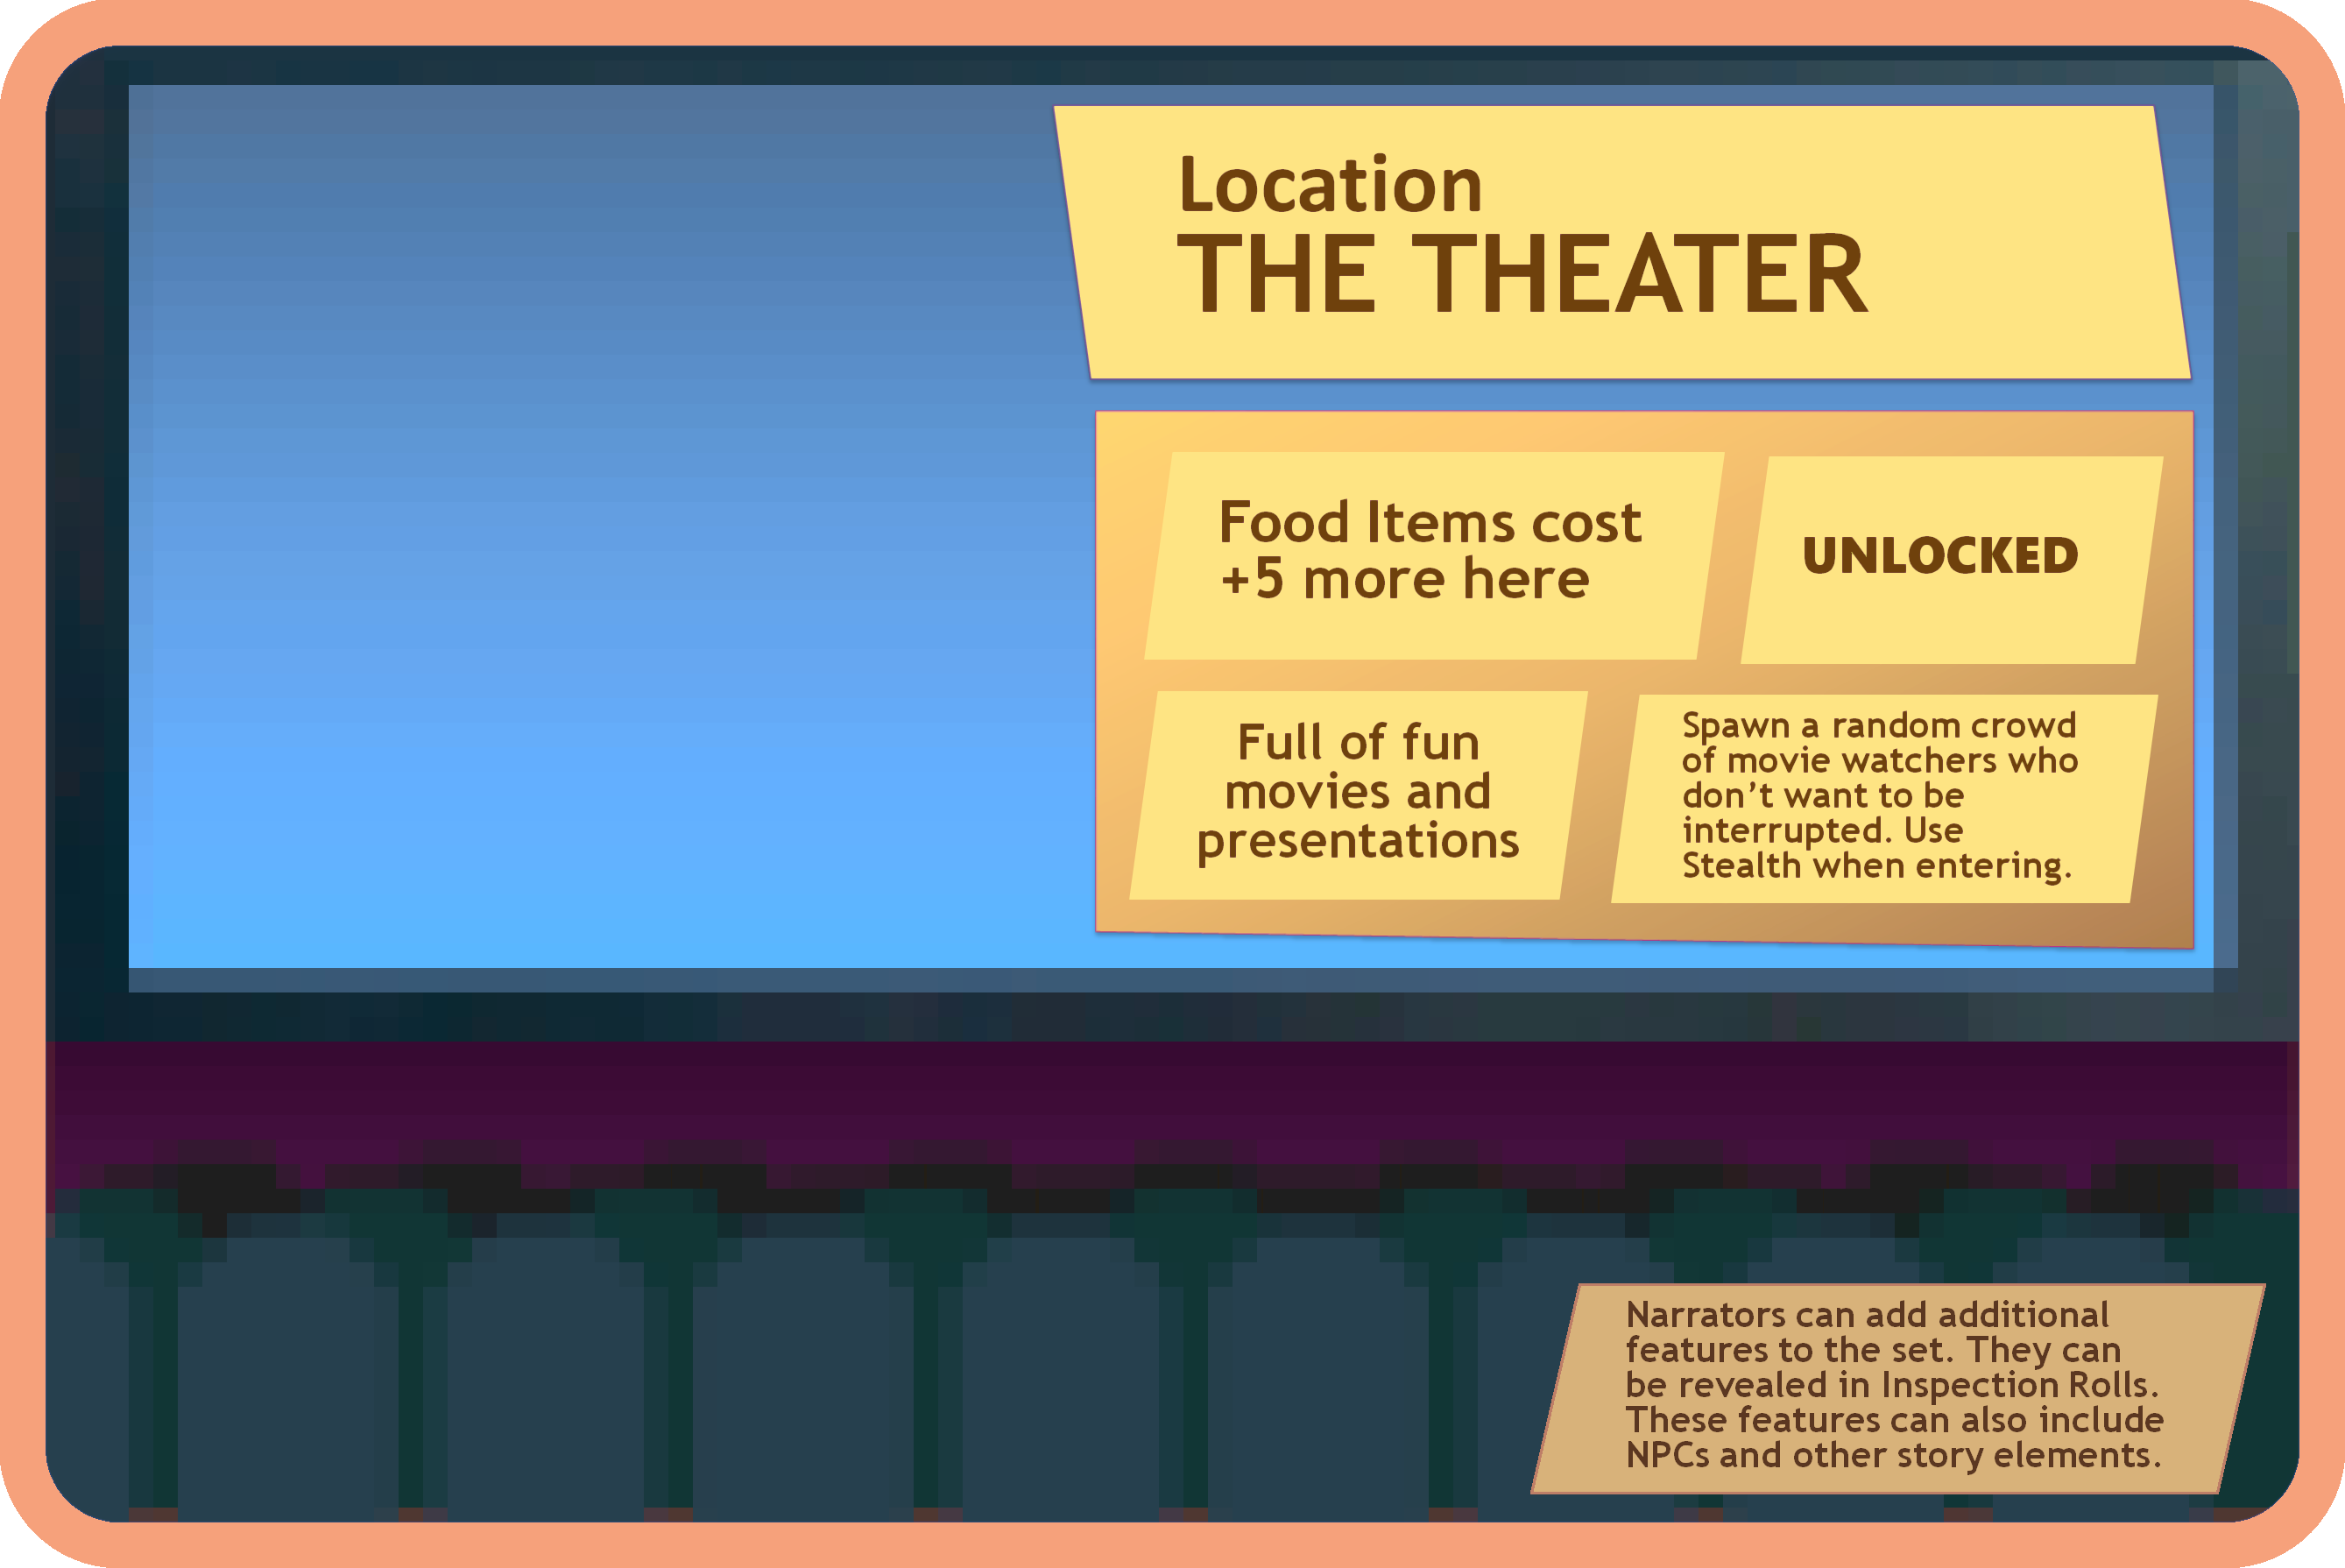 Location
THE THEATER
Food Items cost
+5 more here
UNLOCKED
Full of fun
movies and
presentations
Spawn a random crowd
of movie watchers who
don’t want to be
interrupted. Use
Stealth when entering.
Narrators can add additional
features to the set. They can
be revealed in Inspection Rolls.
These features can also include
NPCs and other story elements.